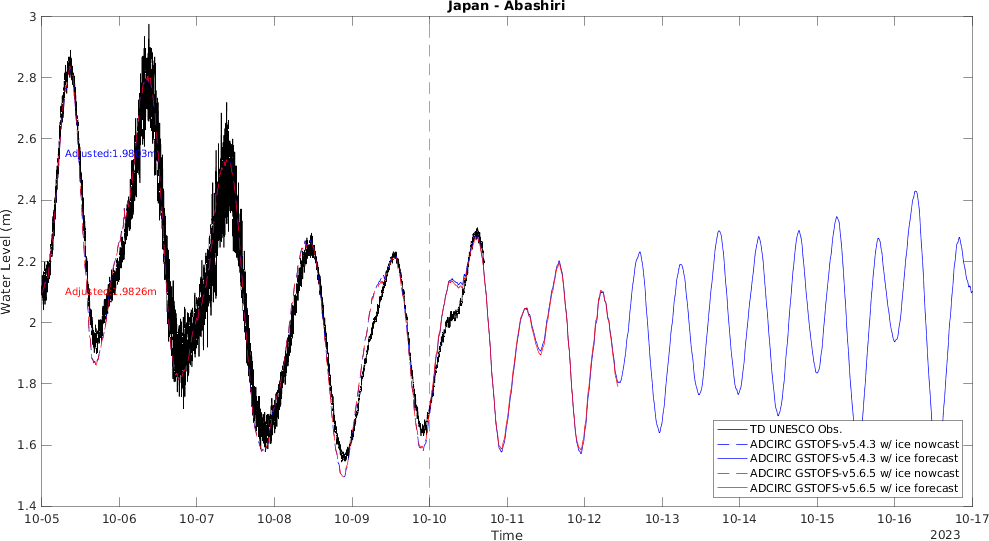 Japan - Abashiri
Water Level (m)
3
2.8
2.6
2.4
2.2
2
1.8
1.6
1.4
Adjusted:1.9826m
TD UNESCO Obs.
ADCIRC GSTOFS-v5.4.3 w/ ice nowcast
ADCIRC GSTOFS-v5.4.3 w/ ice forecast
ADCIRC GSTOFS-v5.6.5 w/ ice nowcast
ADCIRC GSTOFS-v5.6.5 w/ ice forecast
10-05 10-06 10-07 10-08 10-09 10-10 10-11 10-12 10-13 10-14 10-15 10-16 10-17
Time
2023